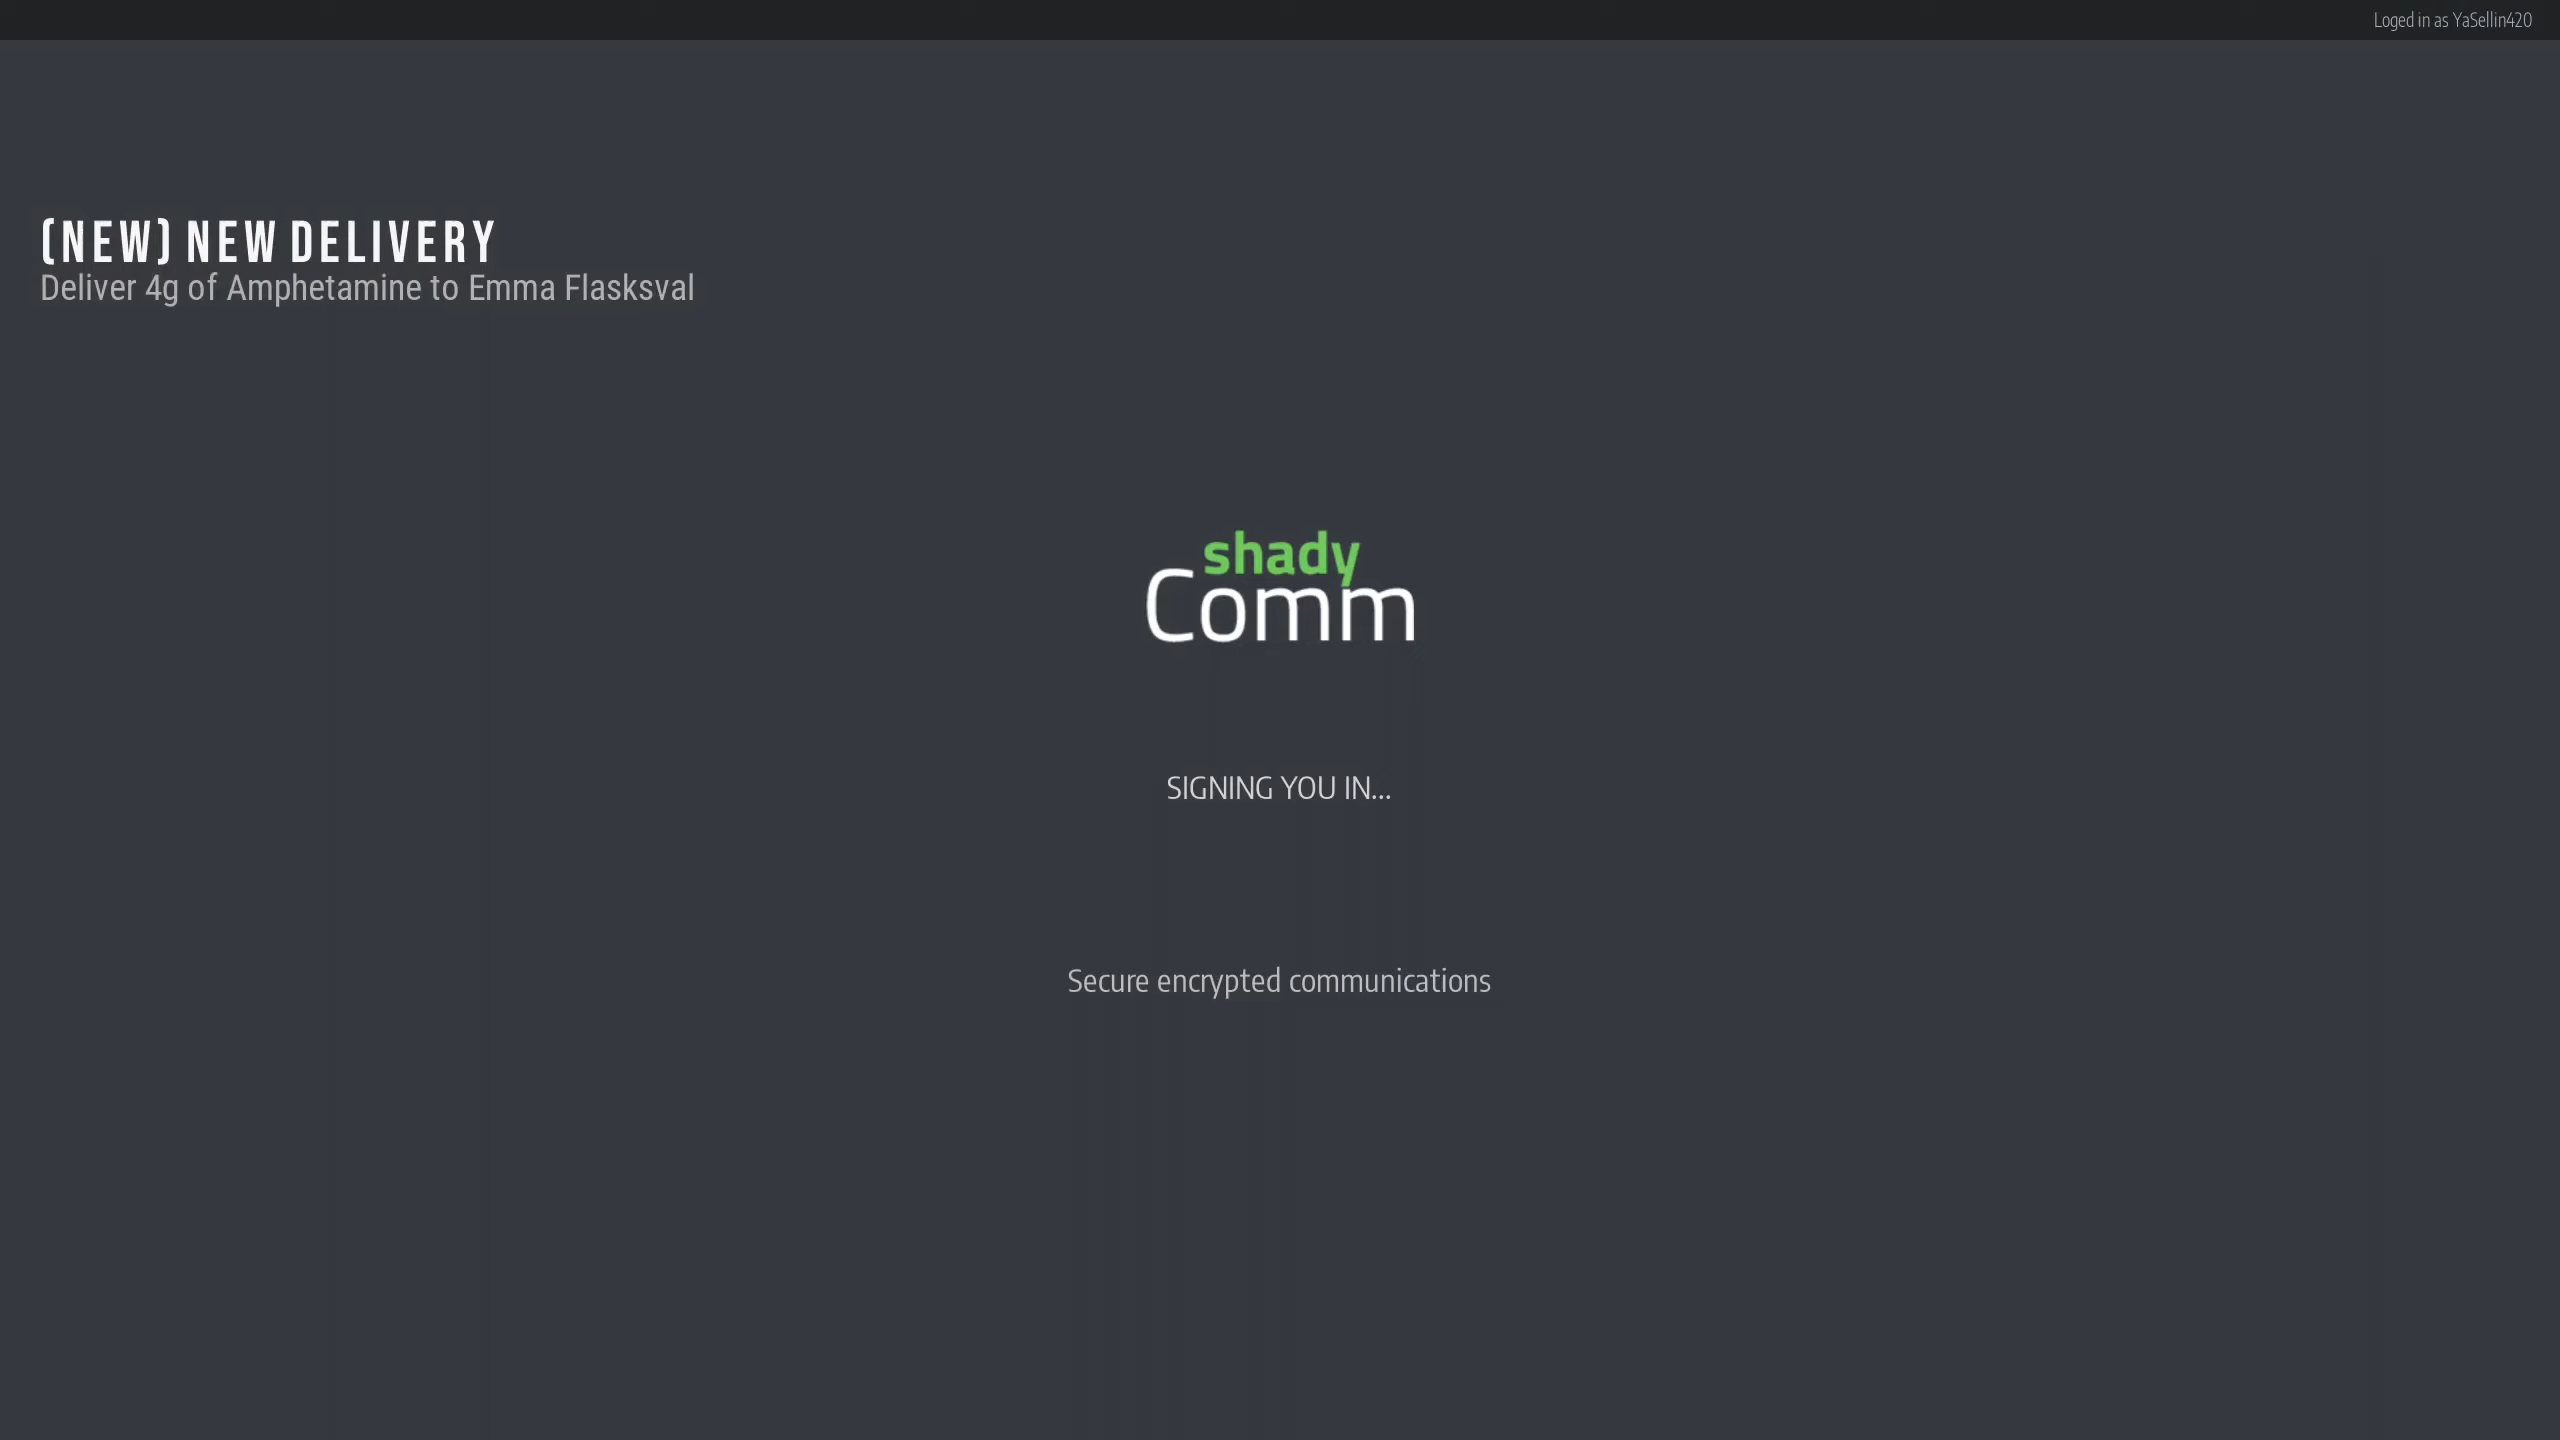 Loged in as YaSellin420
(NEW) NEW DELIVERY
Deliver 4g of Amphetamine to Emma Flasksval
shady
Comm
SIGNING YOU IN...
Secure encrypted communications